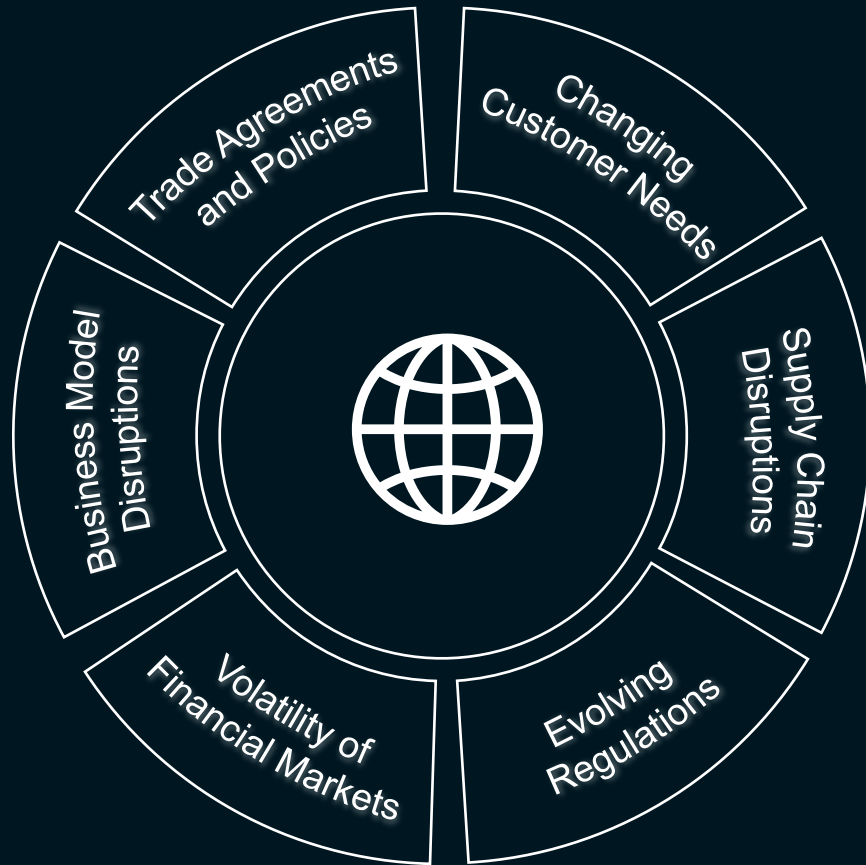 Trade Agreements
and Policies
Changing
Customer Needs
Supply Chain
Disruptions
Evolving
Regulations
Volatility of
Financial Markets
Business Model
Disruptions